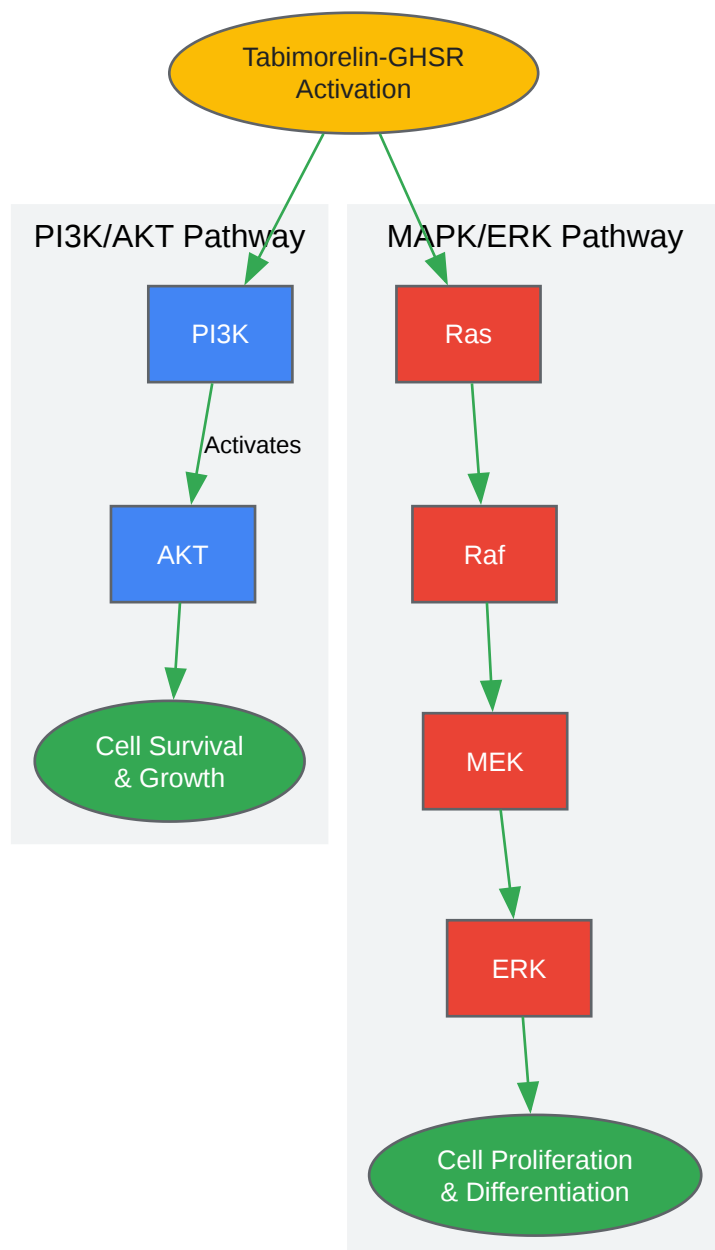 Tabimorelin-GHSR
Activation
PI3K/AKT Pathway
PI3K
Activates
AKT
Cell Survival
& Growth
MAPK/ERK Pathway
Ras
Raf
MEK
ERK
Cell Proliferation
& Differentiation